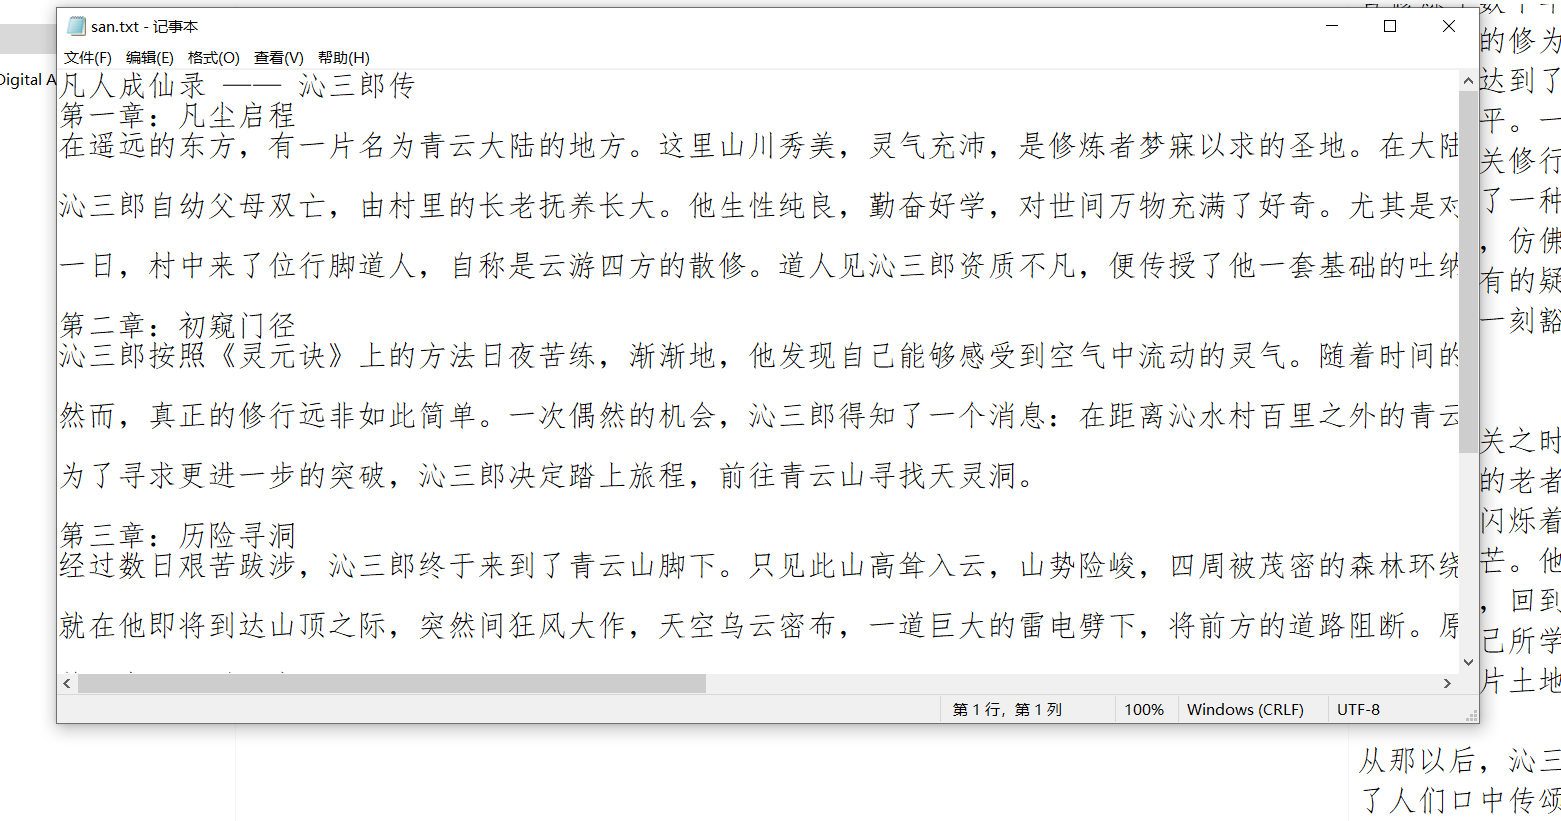 san.txt - 记事本
文件(F) 编辑(E) 格式(O) 查看(V) 帮助(H)
Digital A
凡人成仙录 —— 沁三郎传
第一章：凡尘启程
在遥远的东方，有一片名为青云大陆的地方。这里山川秀美，灵气充沛，是修炼者梦寐以求的圣地。在大陆
沁三郎自幼父母双亡，由村里的长老抚养长大。他生性纯良，勤奋好学，对世间万物充满了好奇。尤其是对
一日，村中来了位行脚道人，自称是云游四方的散修。道人见沁三郎资质不凡，便传授了他一套基础的吐纳
第二章：初窥门径
沁三郎按照《灵元诀》上的方法日夜苦练，渐渐地，他发现自己能够感受到空气中流动的灵气。随着时间的
然而，真正的修行远非如此简单。一次偶然的机会，沁三郎得知了一个消息：在距离沁水村百里之外的青云
为了寻求更进一步的突破，沁三郎决定踏上旅程，前往青云山寻找天灵洞。
第三章：历险寻洞
经过数日艰苦跋涉，沁三郎终于来到了青云山脚下。只见此山高耸入云，山势险峻，四周被茂密的森林环绕
就在他即将到达山顶之际，突然间狂风大作，天空乌云密布，一道巨大的雷电劈下，将前方的道路阻断。原
第 1 行，第 1 列 100% Windows (CRLF) UTF-8
的修为
达到了
平。一
关修行
了一种
，仿佛
有的疑
一刻豁
关之时
的老者
闪烁着
芒。他
，回到
己所学
片土地
从那以后，沁三
了人们口中传颂